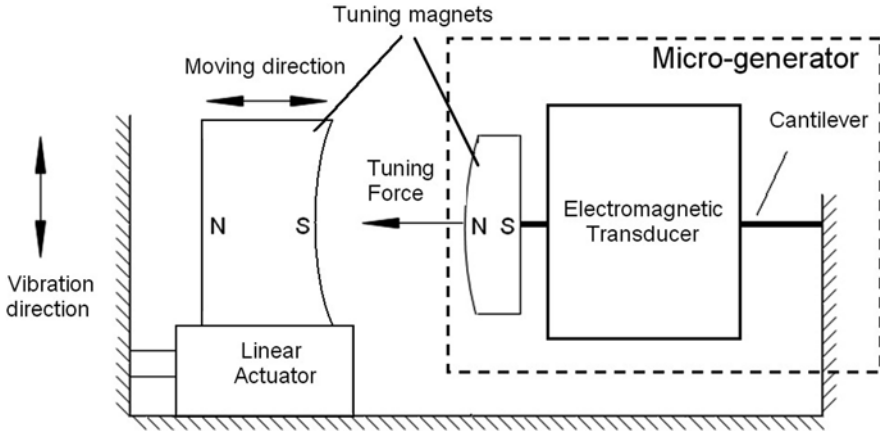 Tuning magnets
Micro-generator
Moving direction
Cantilever
Tuning
Force
N
S
N
S
Electromagnetic
Transducer
Vibration
direction
Linear
Actuator